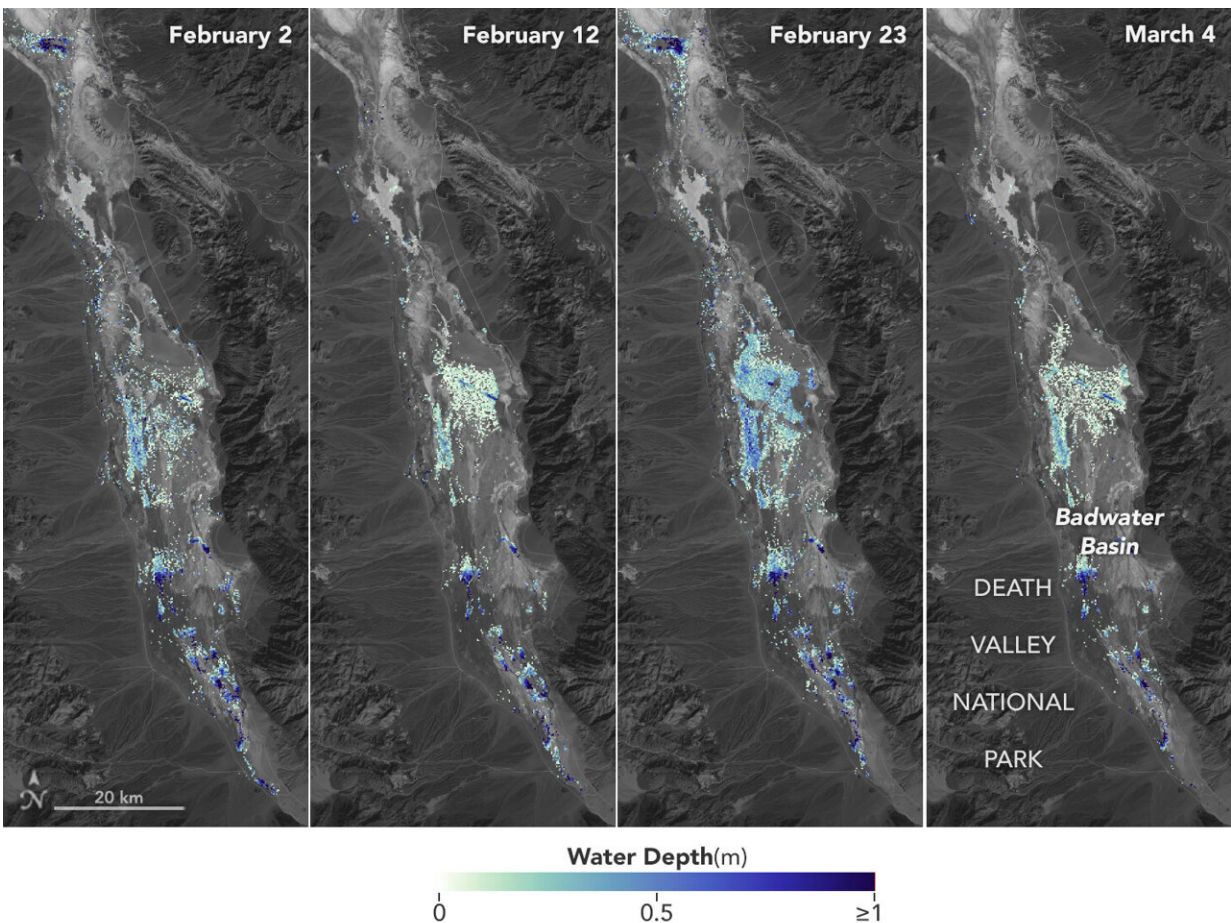 February 2
February 12
February 23
March 4
Badwater
Basin
DEATH
VALLEY
NATIONAL
PARK
N
20 km
Water Depth(m)
0
0.5
≥1